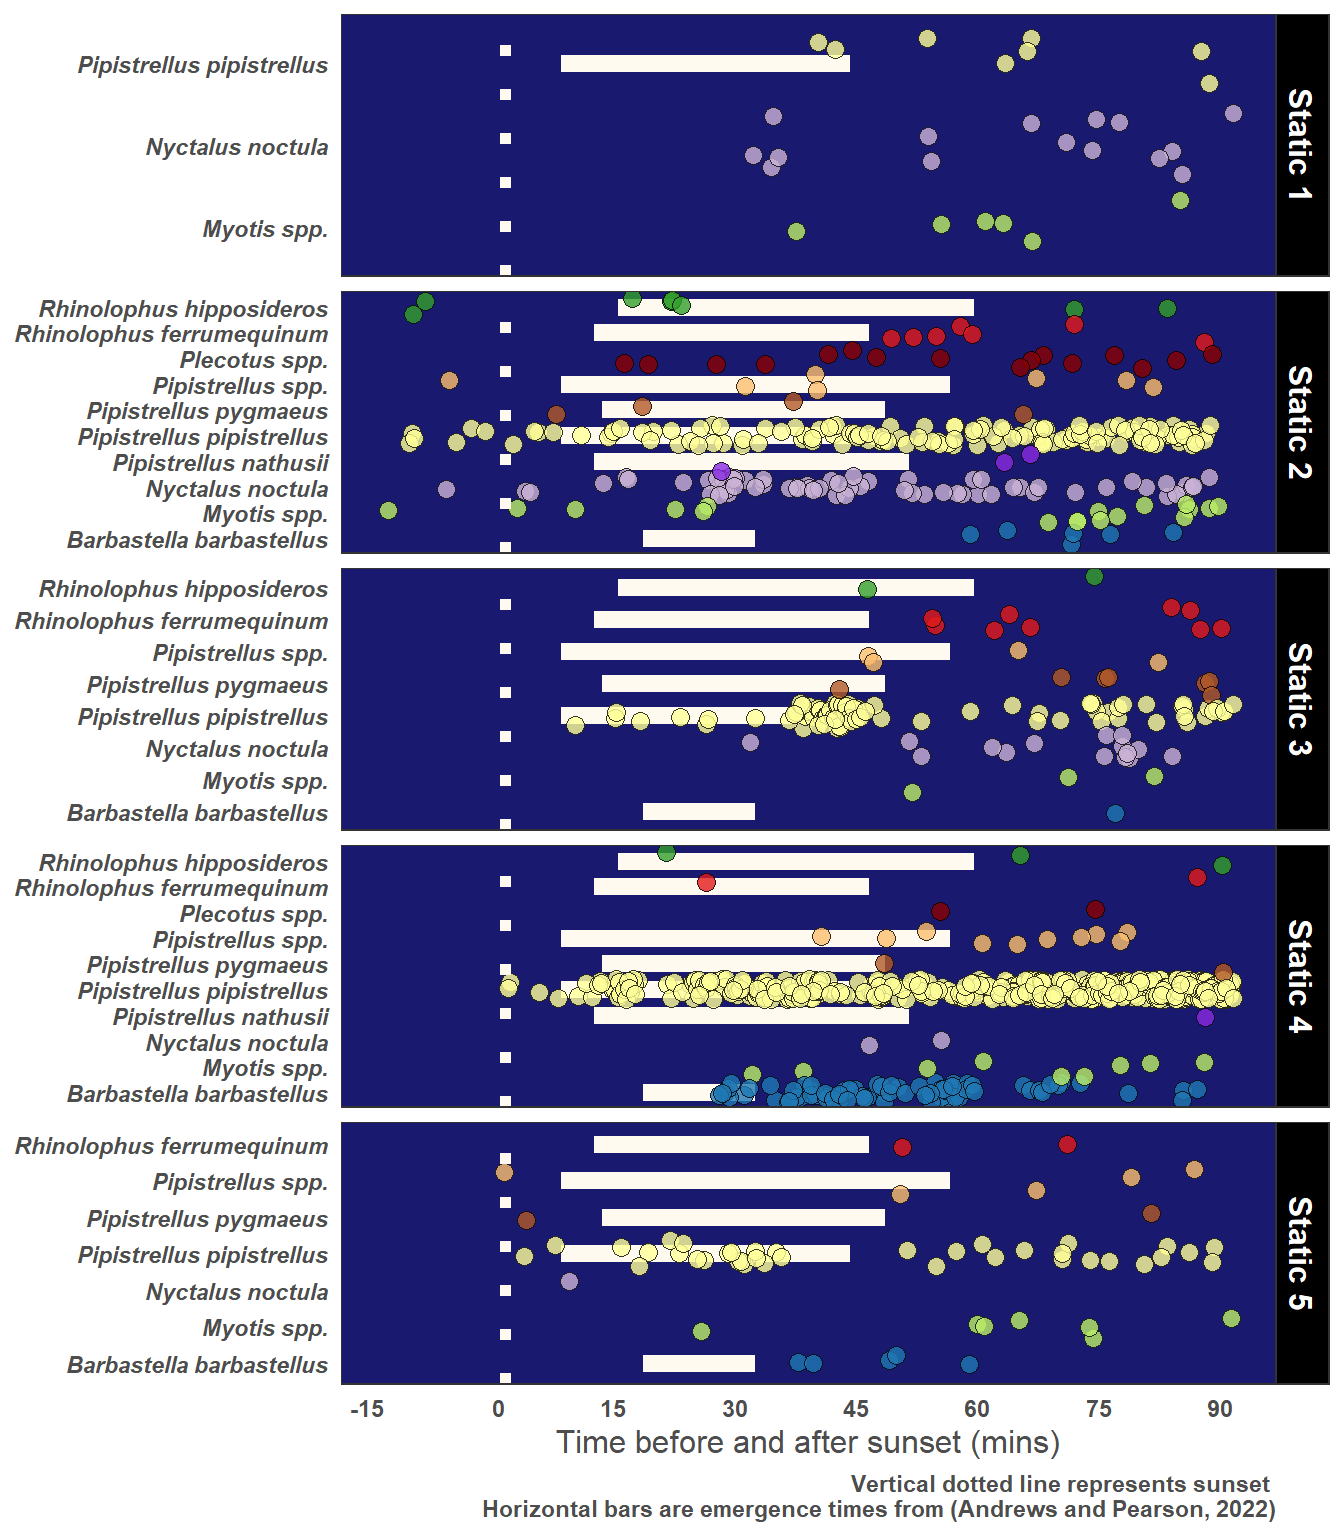 Pipistrellus pipistrellus
Nyctalus noctula
Myotis spp.
Static 1
Rhinolophus hipposideros
Rhinolophus ferrumequinum
Plecotus spp.
Pipistrellus spp.
Pipistrellus pygmaeus
Pipistrellus pipistrellus
Pipistrellus nathusii
Nyctalus noctula
Myotis spp.
Barbastella barbastellus
Static 2
Rhinolophus hipposideros
Rhinolophus ferrumequinum
Pipistrellus spp.
Pipistrellus pygmaeus
Pipistrellus pipistrellus
Nyctalus noctula
Myotis spp.
Barbastella barbastellus
Static 3
Rhinolophus hipposideros
Rhinolophus ferrumequinum
Plecotus spp.
Pipistrellus spp.
Pipistrellus pygmaeus
Pipistrellus pipistrellus
Pipistrellus nathusii
Nyctalus noctula
Myotis spp.
Barbastella barbastellus
Static 4
Rhinolophus ferrumequinum
Pipistrellus spp.
Pipistrellus pygmaeus
Pipistrellus pipistrellus
Nyctalus noctula
Myotis spp.
Barbastella barbastellus
Static 5
-15 0 15 30 45 60 75 90
Time before and after sunset (mins)
Vertical dotted line represents sunset
Horizontal bars are emergence times from (Andrews and Pearson, 2022)